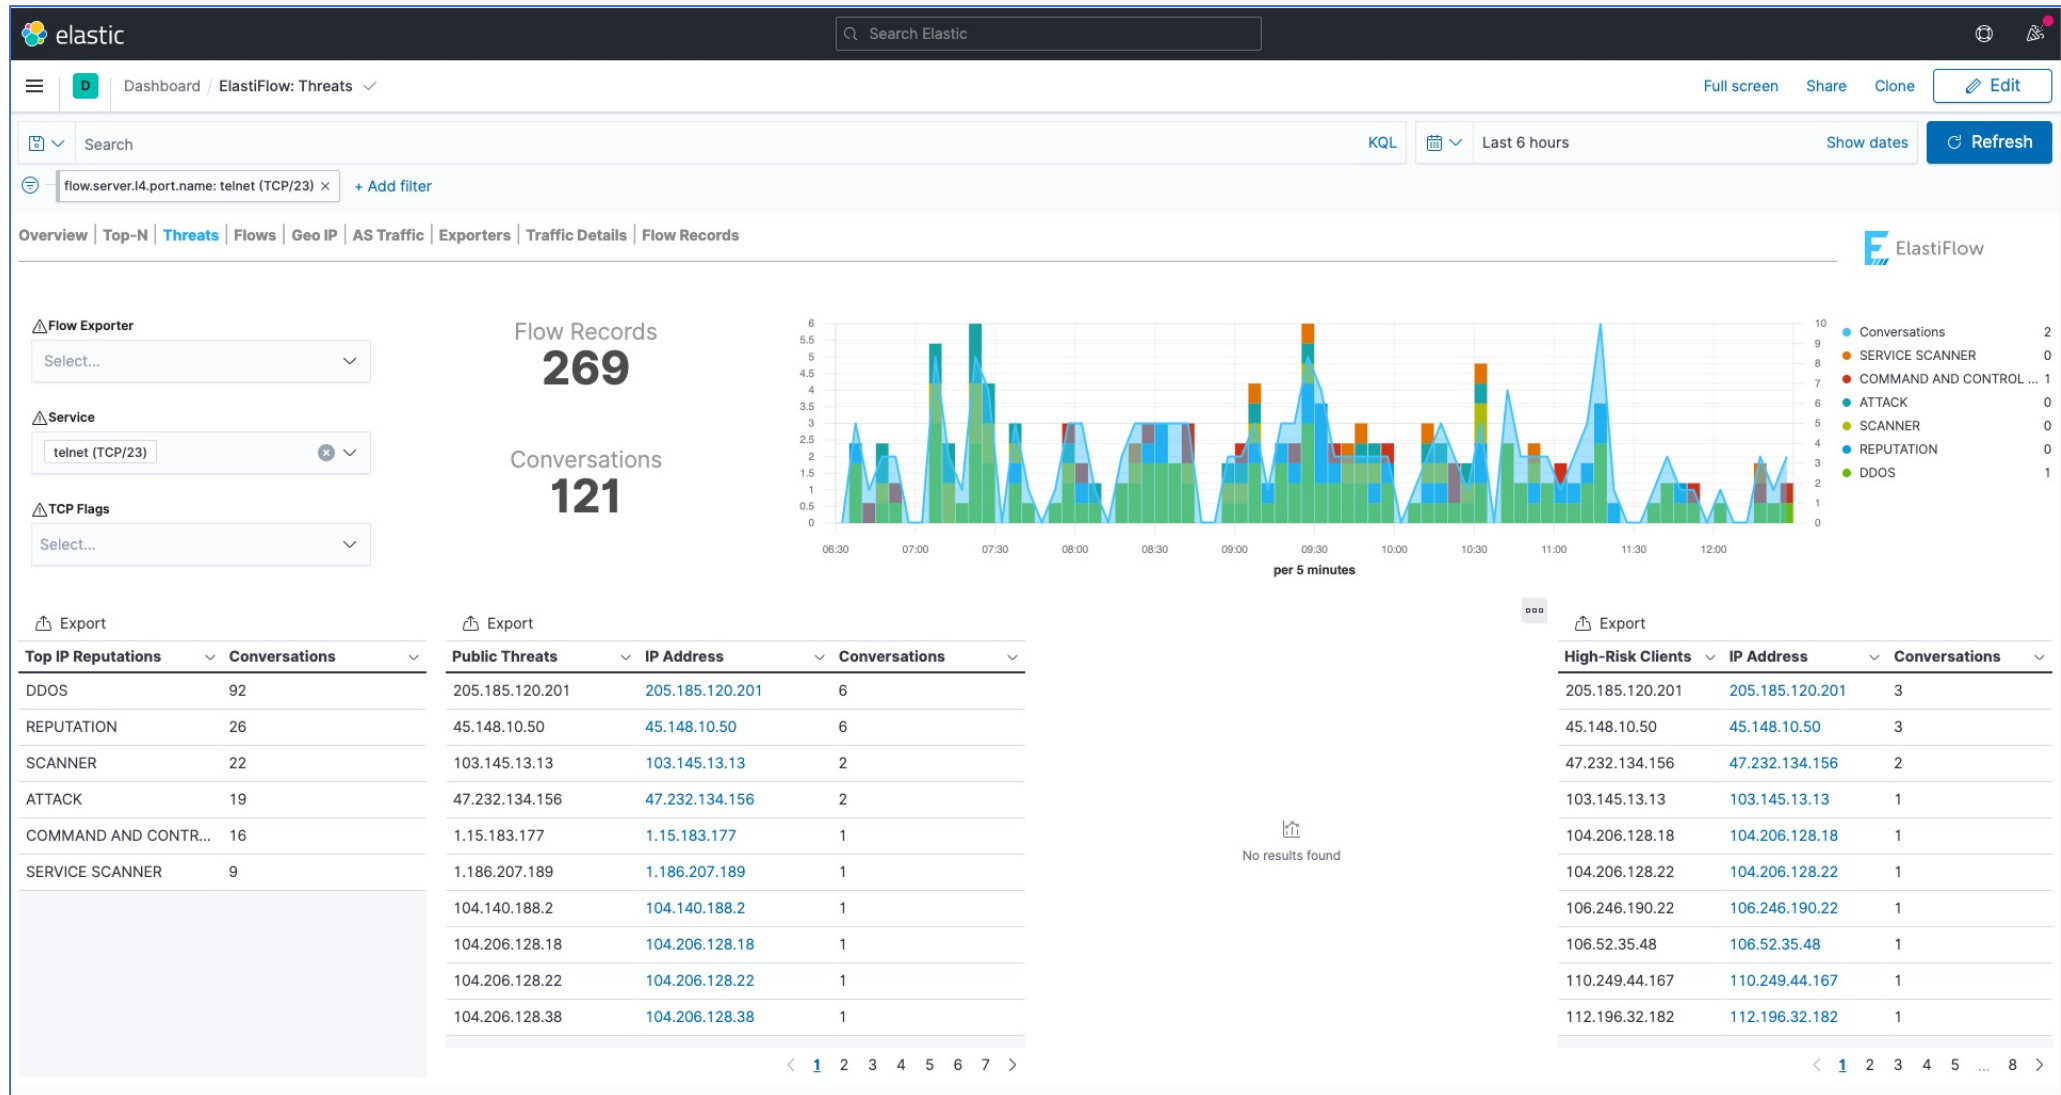 elastic
Search Elastic
D
Dashboard / ElastiFlow: Threats
Full screen Share Clone Edit
Search KQL Last 6 hours Show dates Refresh
flow.server.l4.port.name: telnet (TCP/23) × + Add filter
Overview | Top-N | Threats | Flows | Geo IP | AS Traffic | Exporters | Traffic Details | Flow Records
ElastiFlow
Flow Exporter
Select...
Service
telnet (TCP/23)
TCP Flags
Select...
Flow Records
269
Conversations
121
6
5.5
5
4.5
4
3.5
3
2.5
2
1.5
1
0.5
0
10
9
8
7
6
5
4
3
2
1
0
06:30 07:00 07:30 08:00 08:30 09:00 09:30 10:00 10:30 11:00 11:30 12:00
per 5 minutes
Conversations 2
SERVICE SCANNER 0
COMMAND AND CONTROL ... 1
ATTACK 0
SCANNER 0
REPUTATION 0
DDOS 1
Export
Top IP Reputations Conversations
DDOS 92
REPUTATION 26
SCANNER 22
ATTACK 19
COMMAND AND CONTR... 16
SERVICE SCANNER 9
Export
Public Threats IP Address Conversations
205.185.120.201 205.185.120.201 6
45.148.10.50 45.148.10.50 6
103.145.13.13 103.145.13.13 2
47.232.134.156 47.232.134.156 2
1.15.183.177 1.15.183.177 1
1.186.207.189 1.186.207.189 1
104.140.188.2 104.140.188.2 1
104.206.128.18 104.206.128.18 1
104.206.128.22 104.206.128.22 1
104.206.128.38 104.206.128.38 1
1 2 3 4 5 6 7
No results found
Export
High-Risk Clients IP Address Conversations
205.185.120.201 205.185.120.201 3
45.148.10.50 45.148.10.50 3
47.232.134.156 47.232.134.156 2
103.145.13.13 103.145.13.13 1
104.206.128.18 104.206.128.18 1
104.206.128.22 104.206.128.22 1
106.246.190.22 106.246.190.22 1
106.52.35.48 106.52.35.48 1
110.249.44.167 110.249.44.167 1
112.196.32.182 112.196.32.182 1
1 2 3 4 5 ... 8